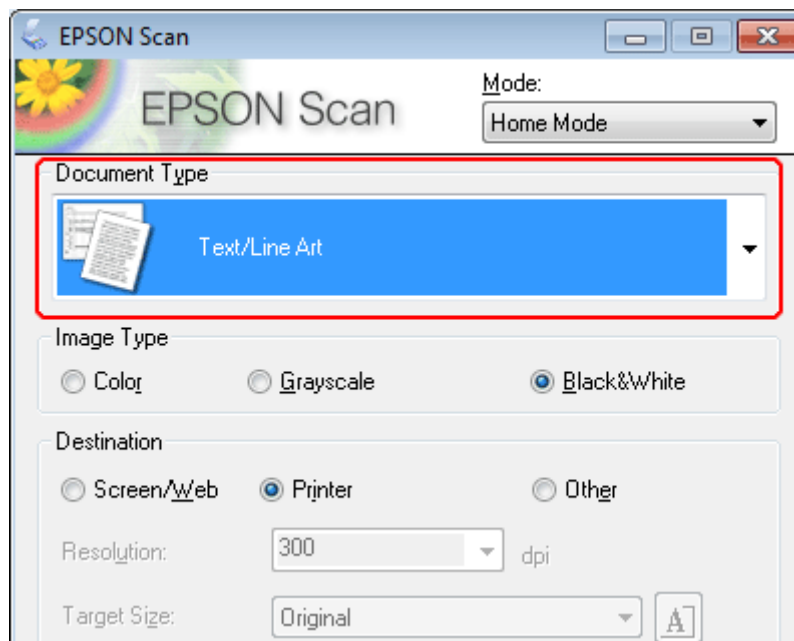 EPSON Scan
EPSON Scan
Mode:
Home Mode
Document Type
Text/Line Art
Image Type
Color Grayscale Black&White
Destination
Screen/Web Printer Other
Resolution: 300 dpi
Target Size: Original A